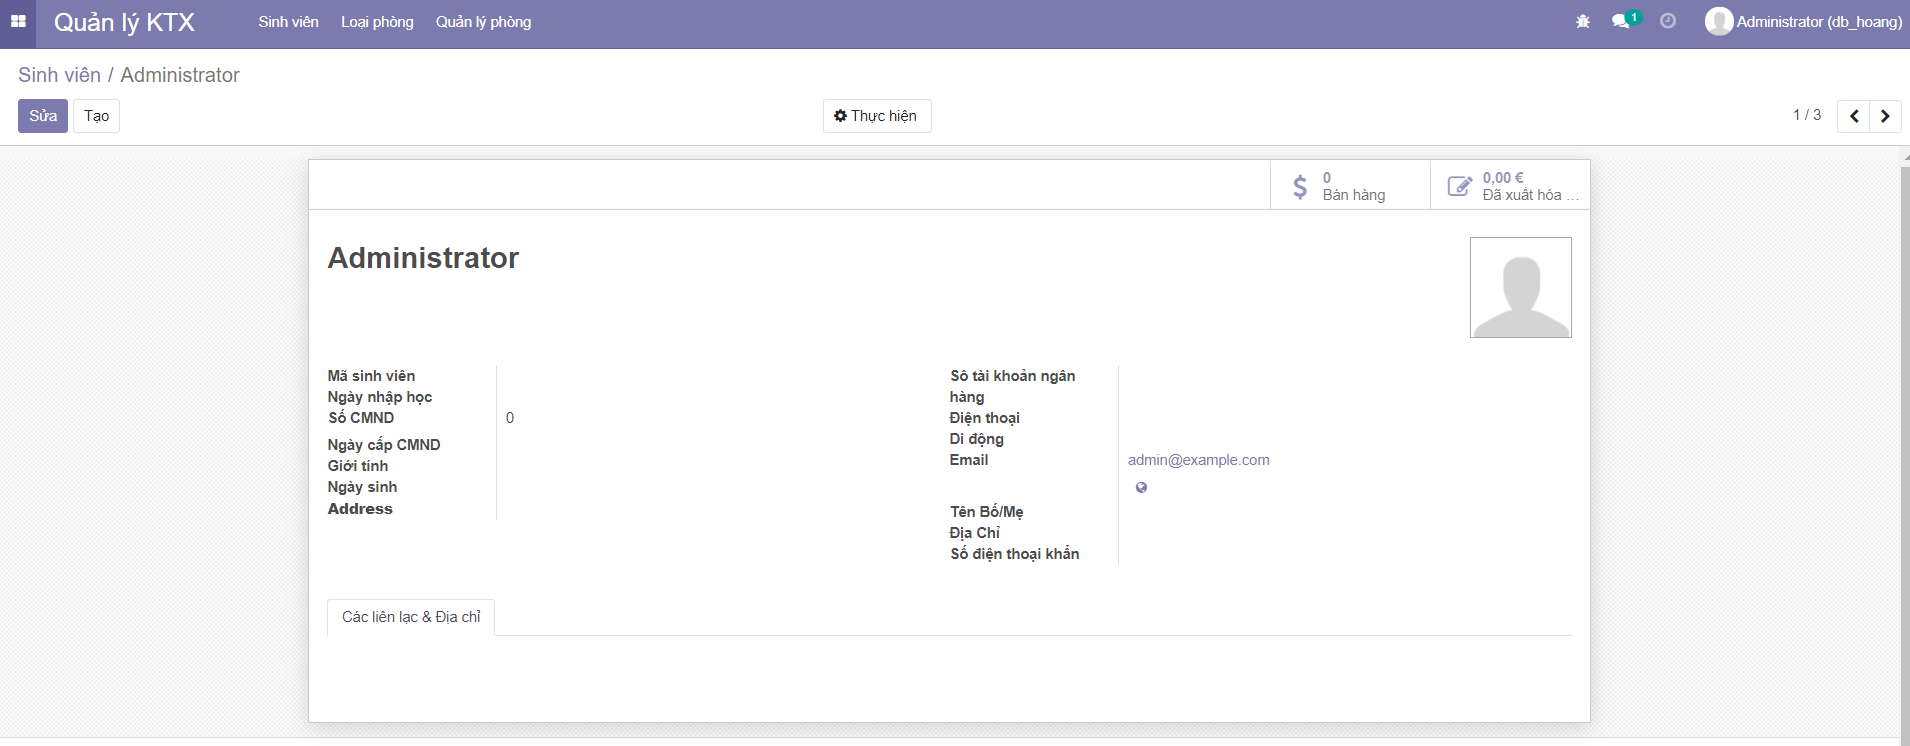 Quản lý KTX Sinh viên Loại phòng Quản lý phòng 1 Administrator (db_hoang)
Sinh viên / Administrator
Sửa Tạo Thực hiện 1 / 3
0
Bán hàng
0,00 €
Đã xuất hóa ...
Administrator
Mã sinh viên
Ngày nhập học
Số CMND 0
Ngày cấp CMND
Giới tính
Ngày sinh
Address
Sô tài khoản ngân
hàng
Điện thoại
Di động
Email admin@example.com
Tên Bố/Mẹ
Địa Chỉ
Số điện thoại khẩn
Các liên lạc & Địa chỉ